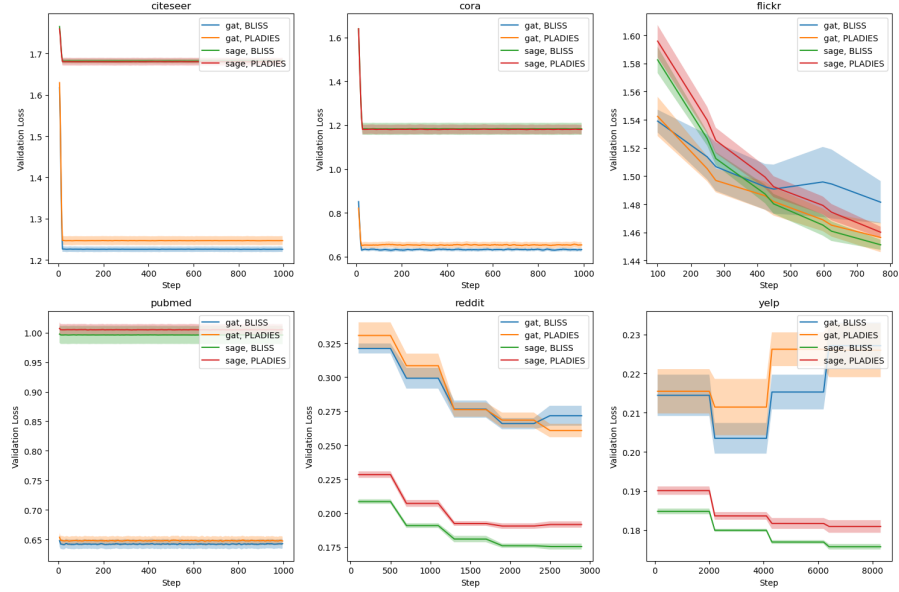 citeseer
Validation Loss
1.7
1.6
1.5
1.4
1.3
1.2
0
200
400
600
800
1000
Step
gat, BLISS
gat, PLADIES
sage, BLISS
sage, PLADIES
cora
Validation Loss
1.6
1.4
1.2
1.0
0.8
0.6
0
200
400
600
800
1000
Step
gat, BLISS
gat, PLADIES
sage, BLISS
sage, PLADIES
flickr
Validation Loss
1.60
1.58
1.56
1.54
1.52
1.50
1.48
1.46
1.44
100
200
300
400
500
600
700
800
Step
gat, BLISS
gat, PLADIES
sage, BLISS
sage, PLADIES
pubmed
Validation Loss
1.00
0.95
0.90
0.85
0.80
0.75
0.70
0.65
0
200
400
600
800
1000
Step
gat, BLISS
gat, PLADIES
sage, BLISS
sage, PLADIES
reddit
Validation Loss
0.325
0.300
0.275
0.250
0.225
0.200
0.175
0
500
1000
1500
2000
2500
3000
Step
gat, BLISS
gat, PLADIES
sage, BLISS
sage, PLADIES
yelp
Validation Loss
0.23
0.22
0.21
0.20
0.19
0.18
0
2000
4000
6000
8000
Step
gat, BLISS
gat, PLADIES
sage, BLISS
sage, PLADIES